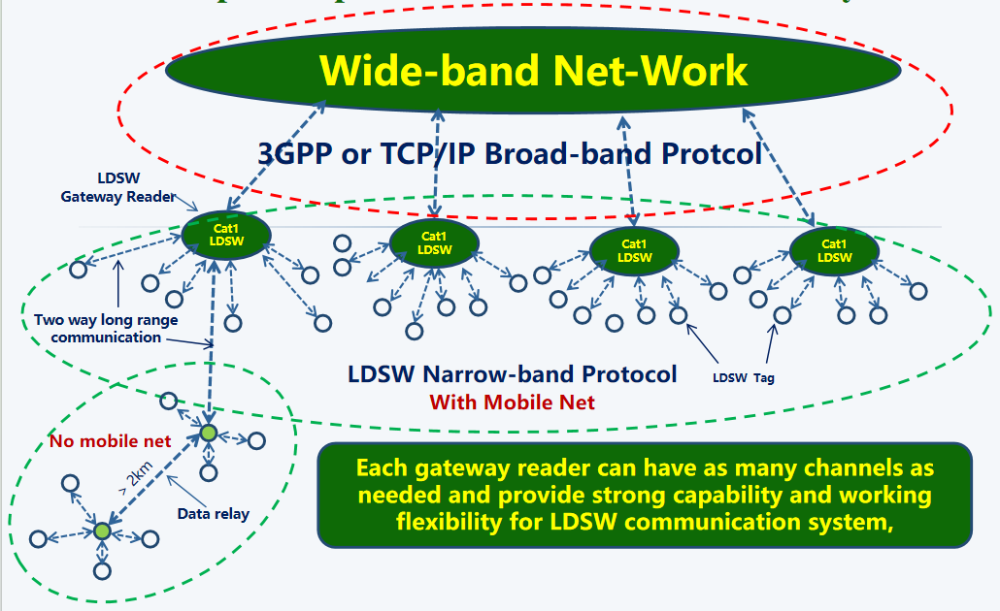 Wide-band Net-Work
3GPP or TCP/IP Broad-band Protcol
LDSW
Gateway Reader
Cat1
LDSW
Cat1
LDSW
Cat1
LDSW
Cat1
LDSW
Two way long range
communication
LDSW Narrow-band Protocol
With Mobile Net
LDSW Tag
No mobile net
> 2km
Data relay
Each gateway reader can have as many channels as
needed and provide strong capability and working
flexibility for LDSW communication system,